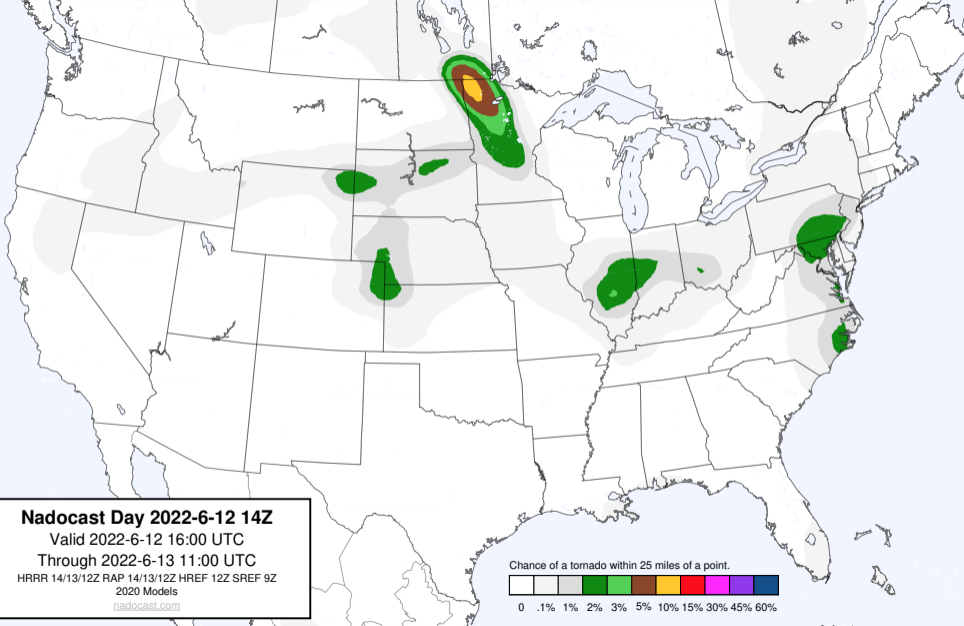 Nadocast Day 2022-6-12 14Z
Valid 2022-6-12 16:00 UTC
Through 2022-6-13 11:00 UTC
HRRR 14/13/12Z RAP 14/13/12Z HREF 12Z SREF 9Z
2020 Models
nadocast.com
Chance of a tornado within 25 miles of a point.
0 .1% 1% 2% 3% 5% 10% 15% 30% 45% 60%